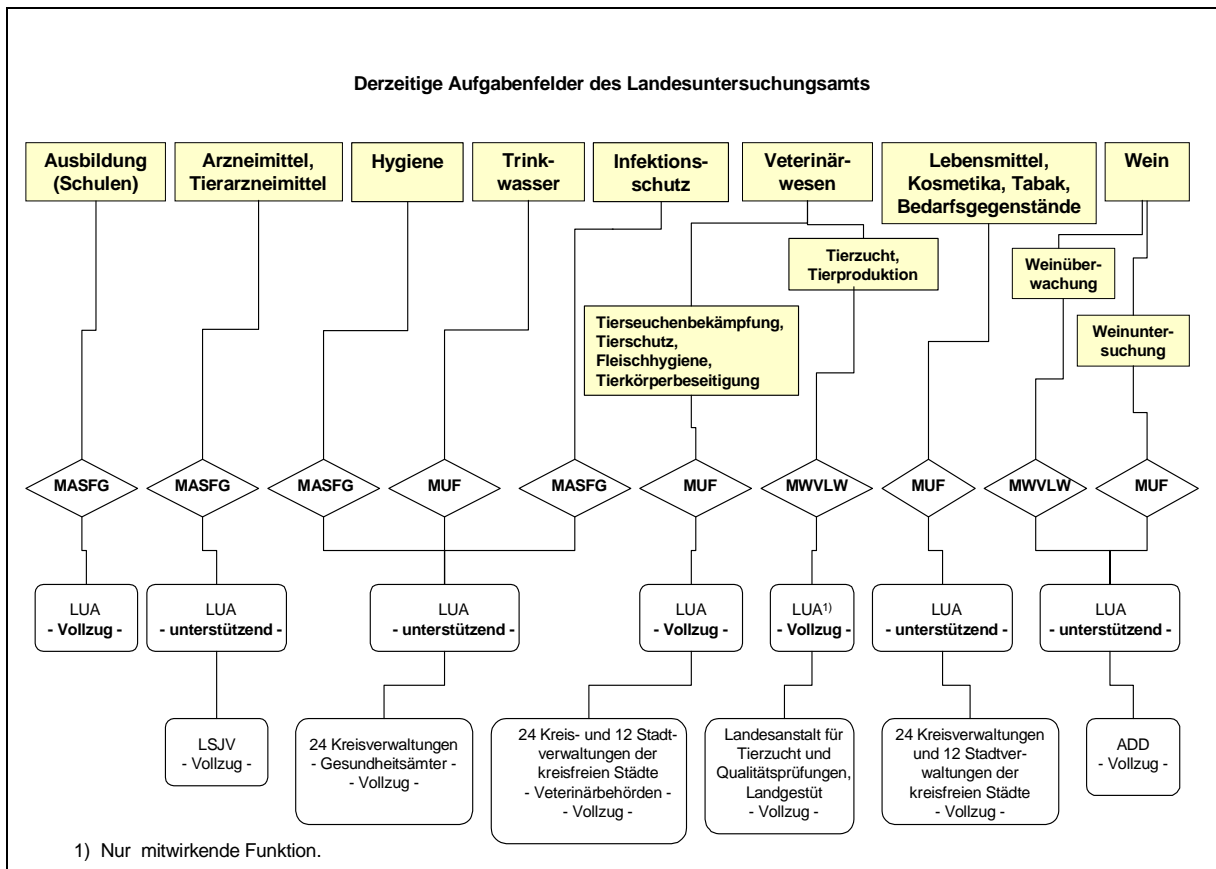 Derzeitige Aufgabenfelder des Landesuntersuchungsamts
Ausbildung
(Schulen)
Arzneimittel,
Tierarzneimittel
Hygiene
Trink-
wasser
Infektions-
schutz
Veterinär-
wesen
Lebensmittel,
Kosmetika, Tabak,
Bedarfsgegenstände
Wein
Tierzucht,
Tierproduktion
Weinüber-
wachung
Tierseuchenbekämpfung,
Tierschutz,
Fleischhygiene,
Tierkörperbeseitigung
Weinunter-
suchung
MASFG
MASFG
MASFG
MUF
MASFG
MUF
MWVLW
MUF
MWVLW
MUF
LUA
- Vollzug -
LUA
- unterstützend -
LUA
- unterstützend -
LUA
- Vollzug -
LUA1)
- Vollzug -
LUA
- unterstützend -
LUA
- unterstützend -
LSJV
- Vollzug -
24 Kreisverwaltungen
- Gesundheitsämter -
- Vollzug -
24 Kreis- und 12 Stadt-
verwaltungen der
kreisfreien Städte
- Veterinärbehörden -
- Vollzug -
Landesanstalt für
Tierzucht und
Qualitätsprüfungen,
Landgestüt
- Vollzug -
24 Kreisverwaltungen
und 12 Stadtver-
waltungen der
kreisfreien Städte
- Vollzug -
ADD
- Vollzug -
1) Nur mitwirkende Funktion.